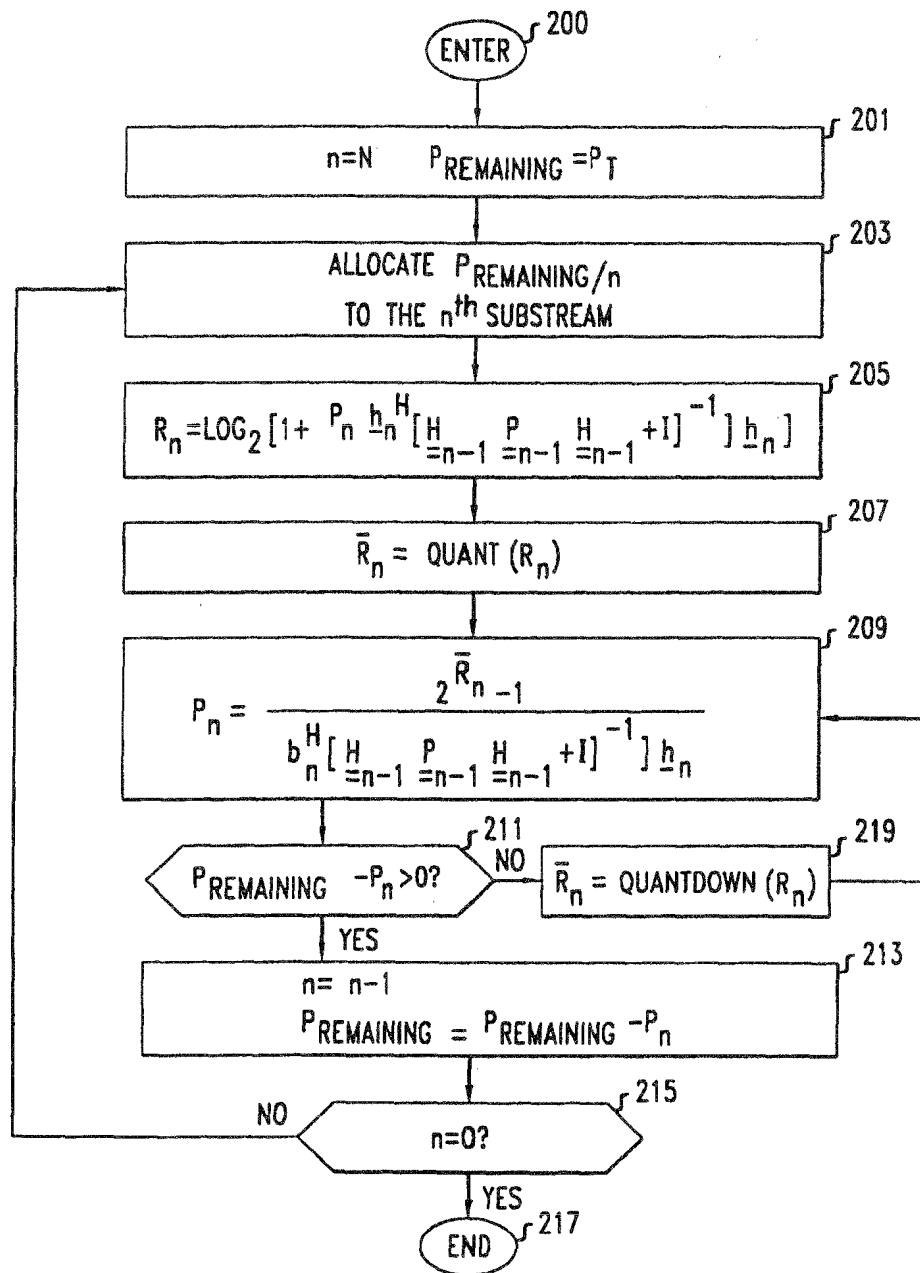 200
ENTER
201
n=N P_REMAINING = P_T
203
ALLOCATE P_REMAINING/n
TO THE nth SUBSTREAM
205
R_n = LOG_2 [1+ P_n h_n^H [H_n-1 P_n-1 H_n-1 +I]^-1 ] h_n]
207
R̄_n = QUANT (R_n)
209
P_n = 2 R̄_n -1
b_n^H [ H_n-1 P_n-1 H_n-1 +I]^-1 ] h_n
211
P_REMAINING -P_n >0?
NO
219
R̄_n = QUANTDOWN (R_n)
YES
213
n= n-1
P_REMAINING = P_REMAINING -P_n
NO
215
n=0?
YES
217
END